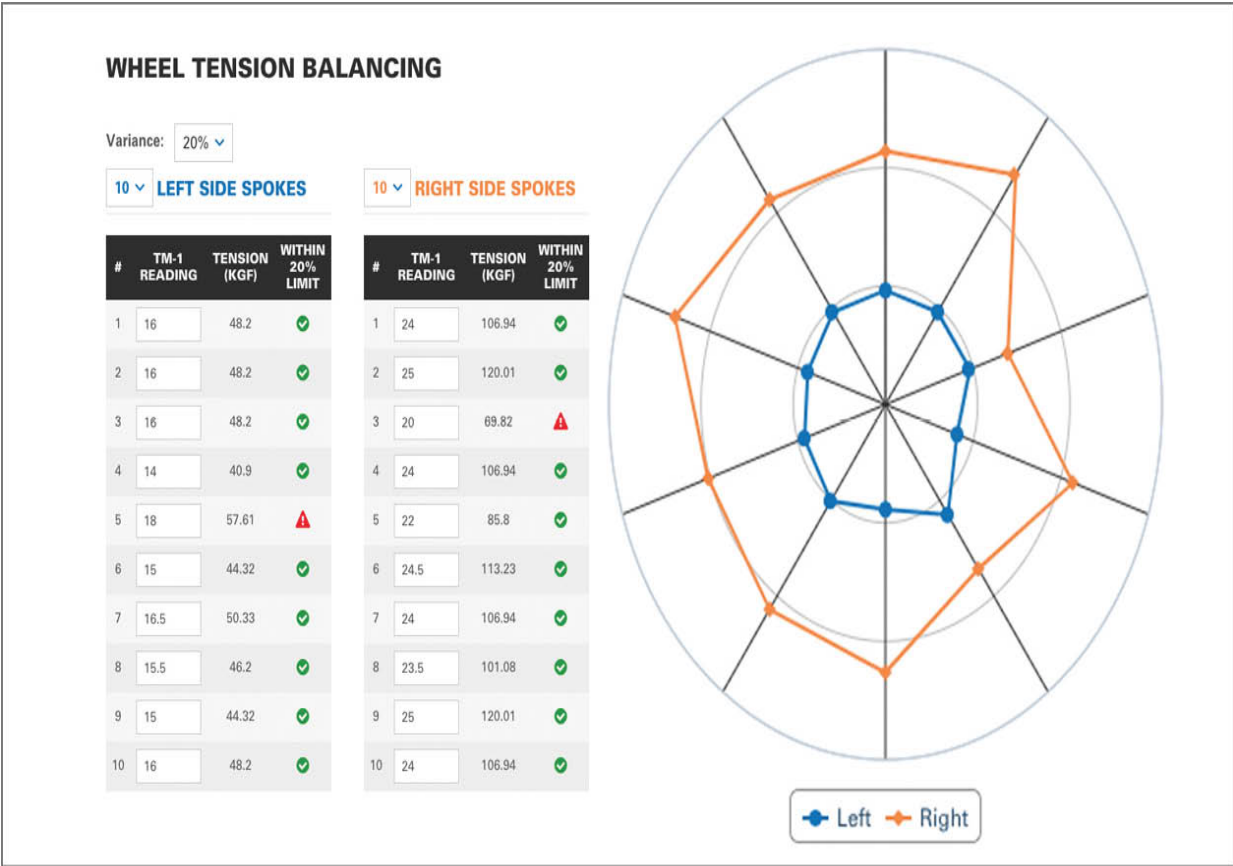 WHEEL TENSION BALANCING
Variance: 20%
10 LEFT SIDE SPOKES
# TM-1 READING TENSION (KGF) WITHIN 20% LIMIT
1 16 48.2
2 16 48.2
3 16 48.2
4 14 40.9
5 18 57.61
6 15 44.32
7 16.5 50.33
8 15.5 46.2
9 15 44.32
10 16 48.2
10 RIGHT SIDE SPOKES
# TM-1 READING TENSION (KGF) WITHIN 20% LIMIT
1 24 106.94
2 25 120.01
3 20 69.82
4 24 106.94
5 22 85.8
6 24.5 113.23
7 24 106.94
8 23.5 101.08
9 25 120.01
10 24 106.94
Left Right